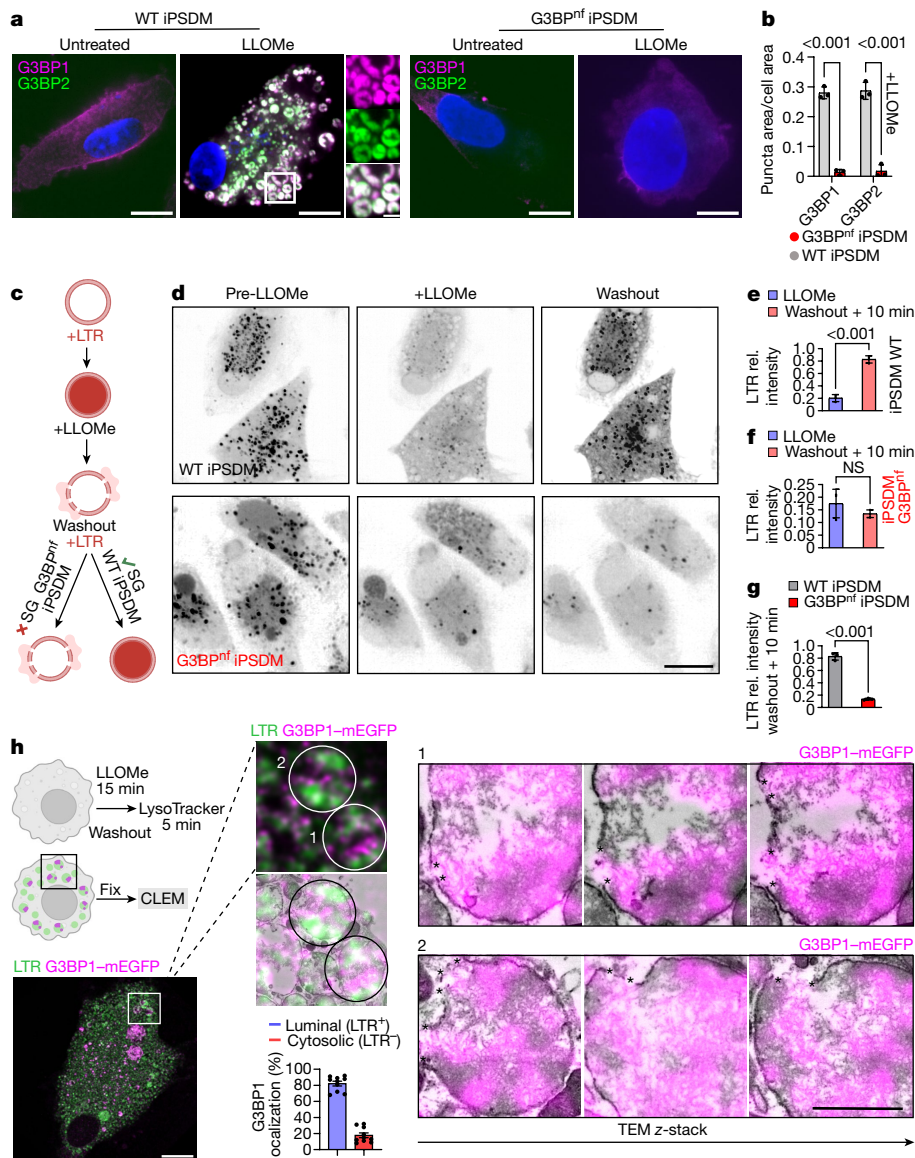 a
WT iPSDM
Untreated
LLOMe
G3BP1
G3BP2
G3BPnf iPSDM
Untreated
LLOMe
G3BP1
G3BP2
b
<0.001 <0.001
Puncta area/cell area
0.4
0.3
0.2
0.1
0
+LLOMe
G3BP1
G3BP2
G3BPnf iPSDM
WT iPSDM
c
+LTR
+LLOMe
Washout
+LTR
SG G3BPnf
iPSDM
SG
WT iPSDM
d
Pre-LLOMe
+LLOMe
Washout
WT iPSDM
G3BPnf iPSDM
e
LLOMe
Washout + 10 min
<0.001
LTR rel.
intensity
1.0
0.8
0.6
0.4
0.2
0
iPSDM WT
f
LLOMe
Washout + 10 min
NS
LTR rel.
intensity
0.25
0.20
0.15
0.10
0.05
0
iPSDM
G3BPnf
g
WT iPSDM
G3BPnf iPSDM
<0.001
LTR rel. intensity
washout + 10 min
1.0
0.8
0.6
0.4
0.2
0
h
LLOMe
15 min
Washout
LysoTracker
5 min
Fix
CLEM
LTR G3BP1–mEGFP
LTR G3BP1–mEGFP
2
1
Luminal (LTR+)
Cytosolic (LTR–)
G3BP1
localization (%)
100
80
60
40
20
0
1
G3BP1–mEGFP
2
G3BP1–mEGFP
TEM z-stack